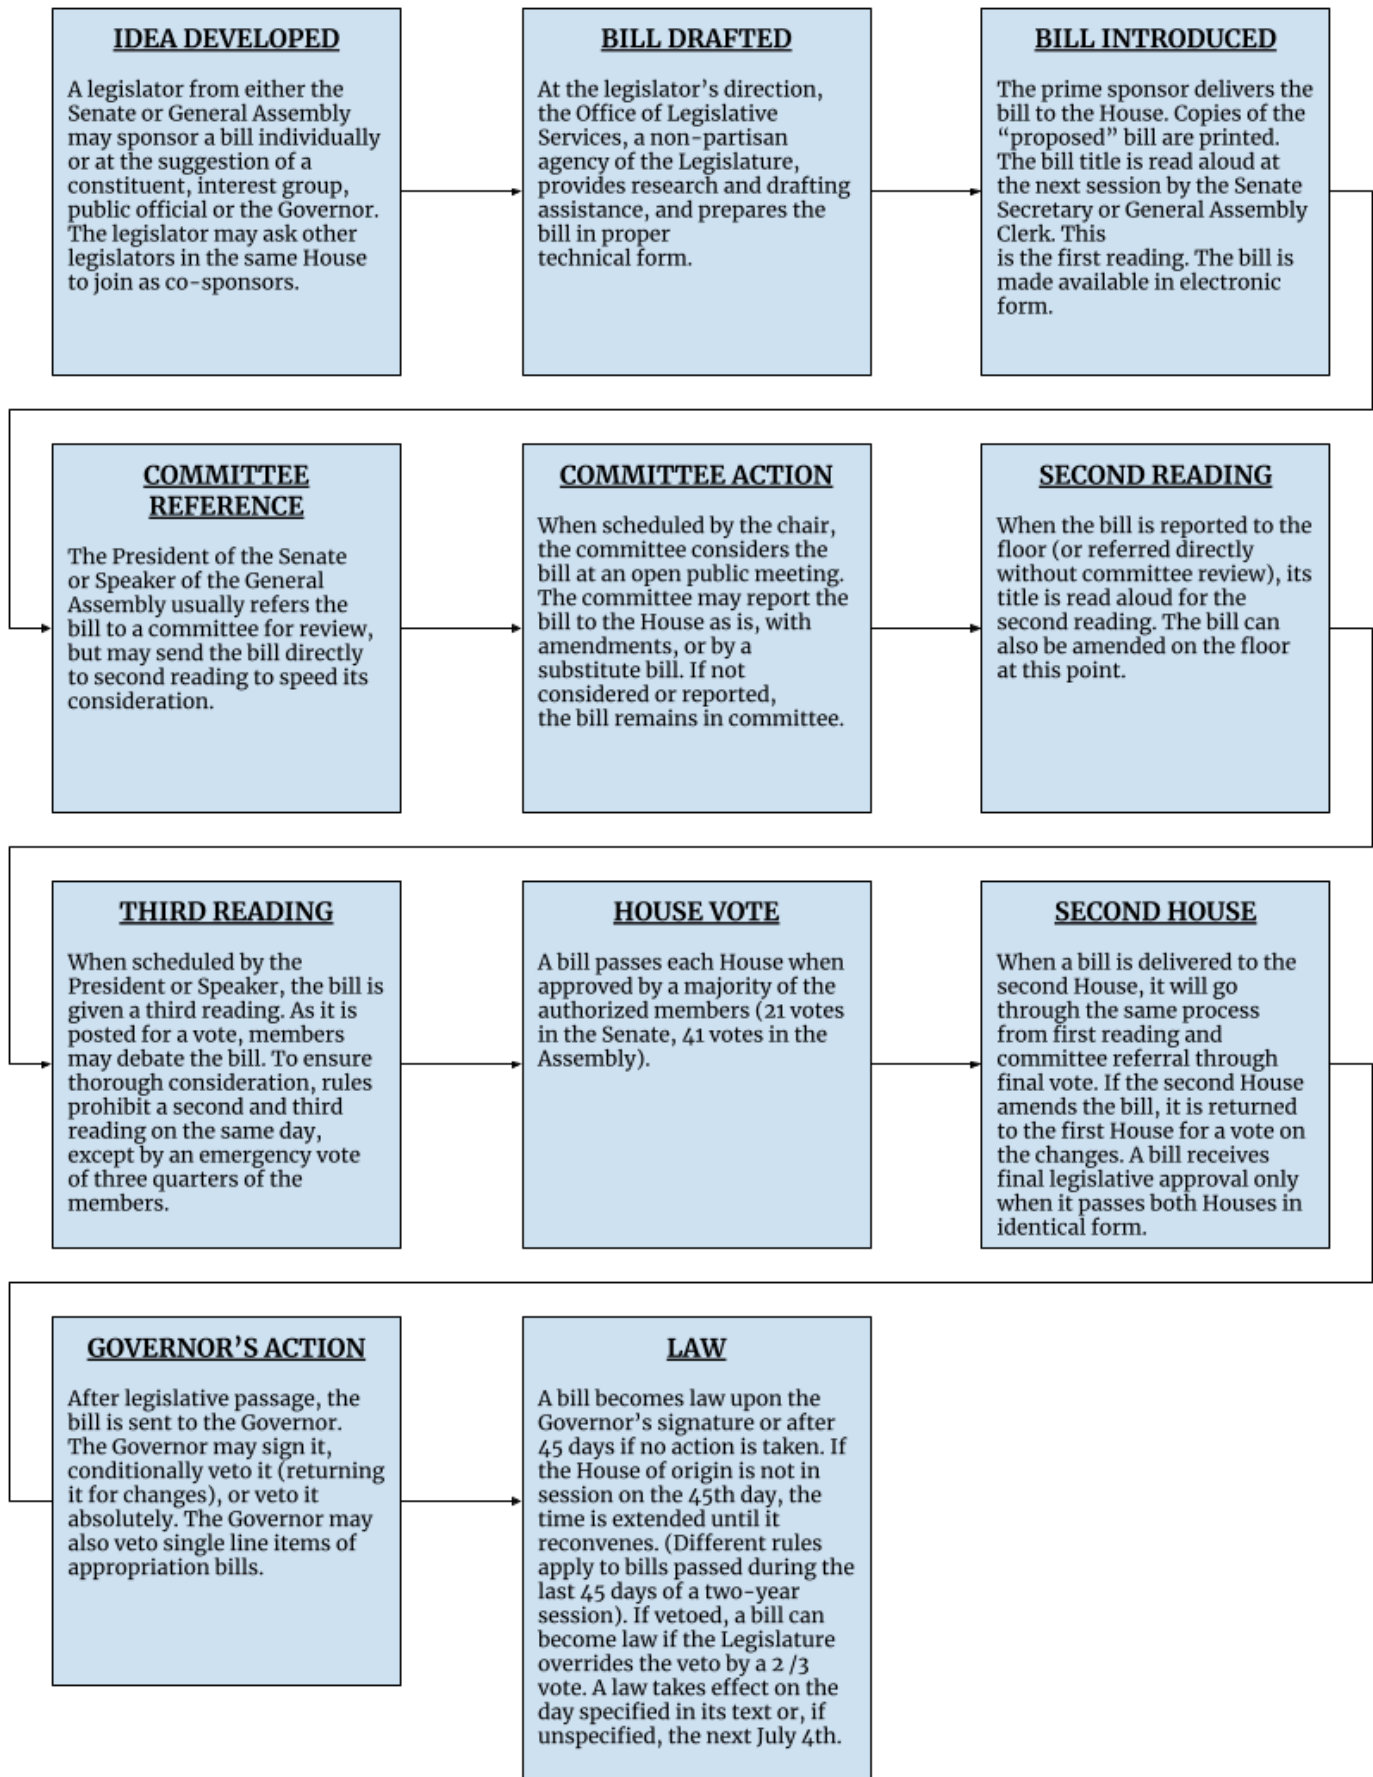 IDEA DEVELOPED
A legislator from either the
Senate or General Assembly
may sponsor a bill individually
or at the suggestion of a
constituent, interest group,
public official or the Governor.
The legislator may ask other
legislators in the same House
to join as co-sponsors.
BILL DRAFTED
At the legislator's direction,
the Office of Legislative
Services, a non-partisan
agency of the Legislature,
provides research and drafting
assistance, and prepares the
bill in proper
technical form.
BILL INTRODUCED
The prime sponsor delivers the
bill to the House. Copies of the
“proposed” bill are printed.
The bill title is read aloud at
the next session by the Senate
Secretary or General Assembly
Clerk. This
is the first reading. The bill is
made available in electronic
form.
COMMITTEE
REFERENCE
The President of the Senate
or Speaker of the General
Assembly usually refers the
bill to a committee for review,
but may send the bill directly
to second reading to speed its
consideration.
COMMITTEE ACTION
When scheduled by the chair,
the committee considers the
bill at an open public meeting.
The committee may report the
bill to the House as is, with
amendments, or by a
substitute bill. If not
considered or reported,
the bill remains in committee.
SECOND READING
When the bill is reported to the
floor (or referred directly
without committee review), its
title is read aloud for the
second reading. The bill can
also be amended on the floor
at this point.
THIRD READING
When scheduled by the
President or Speaker, the bill is
given a third reading. As it is
posted for a vote, members
may debate the bill. To ensure
thorough consideration, rules
prohibit a second and third
reading on the same day,
except by an emergency vote
of three quarters of the
members.
HOUSE VOTE
A bill passes each House when
approved by a majority of the
authorized members (21 votes
in the Senate, 41 votes in the
Assembly).
SECOND HOUSE
When a bill is delivered to the
second House, it will go
through the same process
from first reading and
committee referral through
final vote. If the second House
amends the bill, it is returned
to the first House for a vote on
the changes. A bill receives
final legislative approval only
when it passes both Houses in
identical form.
GOVERNOR'S ACTION
After legislative passage, the
bill is sent to the Governor.
The Governor may sign it,
conditionally veto it (returning
it for changes), or veto it
absolutely. The Governor may
also veto single line items of
appropriation bills.
LAW
A bill becomes law upon the
Governor's signature or after
45 days if no action is taken. If
the House of origin is not in
session on the 45th day, the
time is extended until it
reconvenes. (Different rules
apply to bills passed during the
last 45 days of a two-year
session). If vetoed, a bill can
become law if the Legislature
overrides the veto by a 2 /3
vote. A law takes effect on the
day specified in its text or, if
unspecified, the next July 4th.